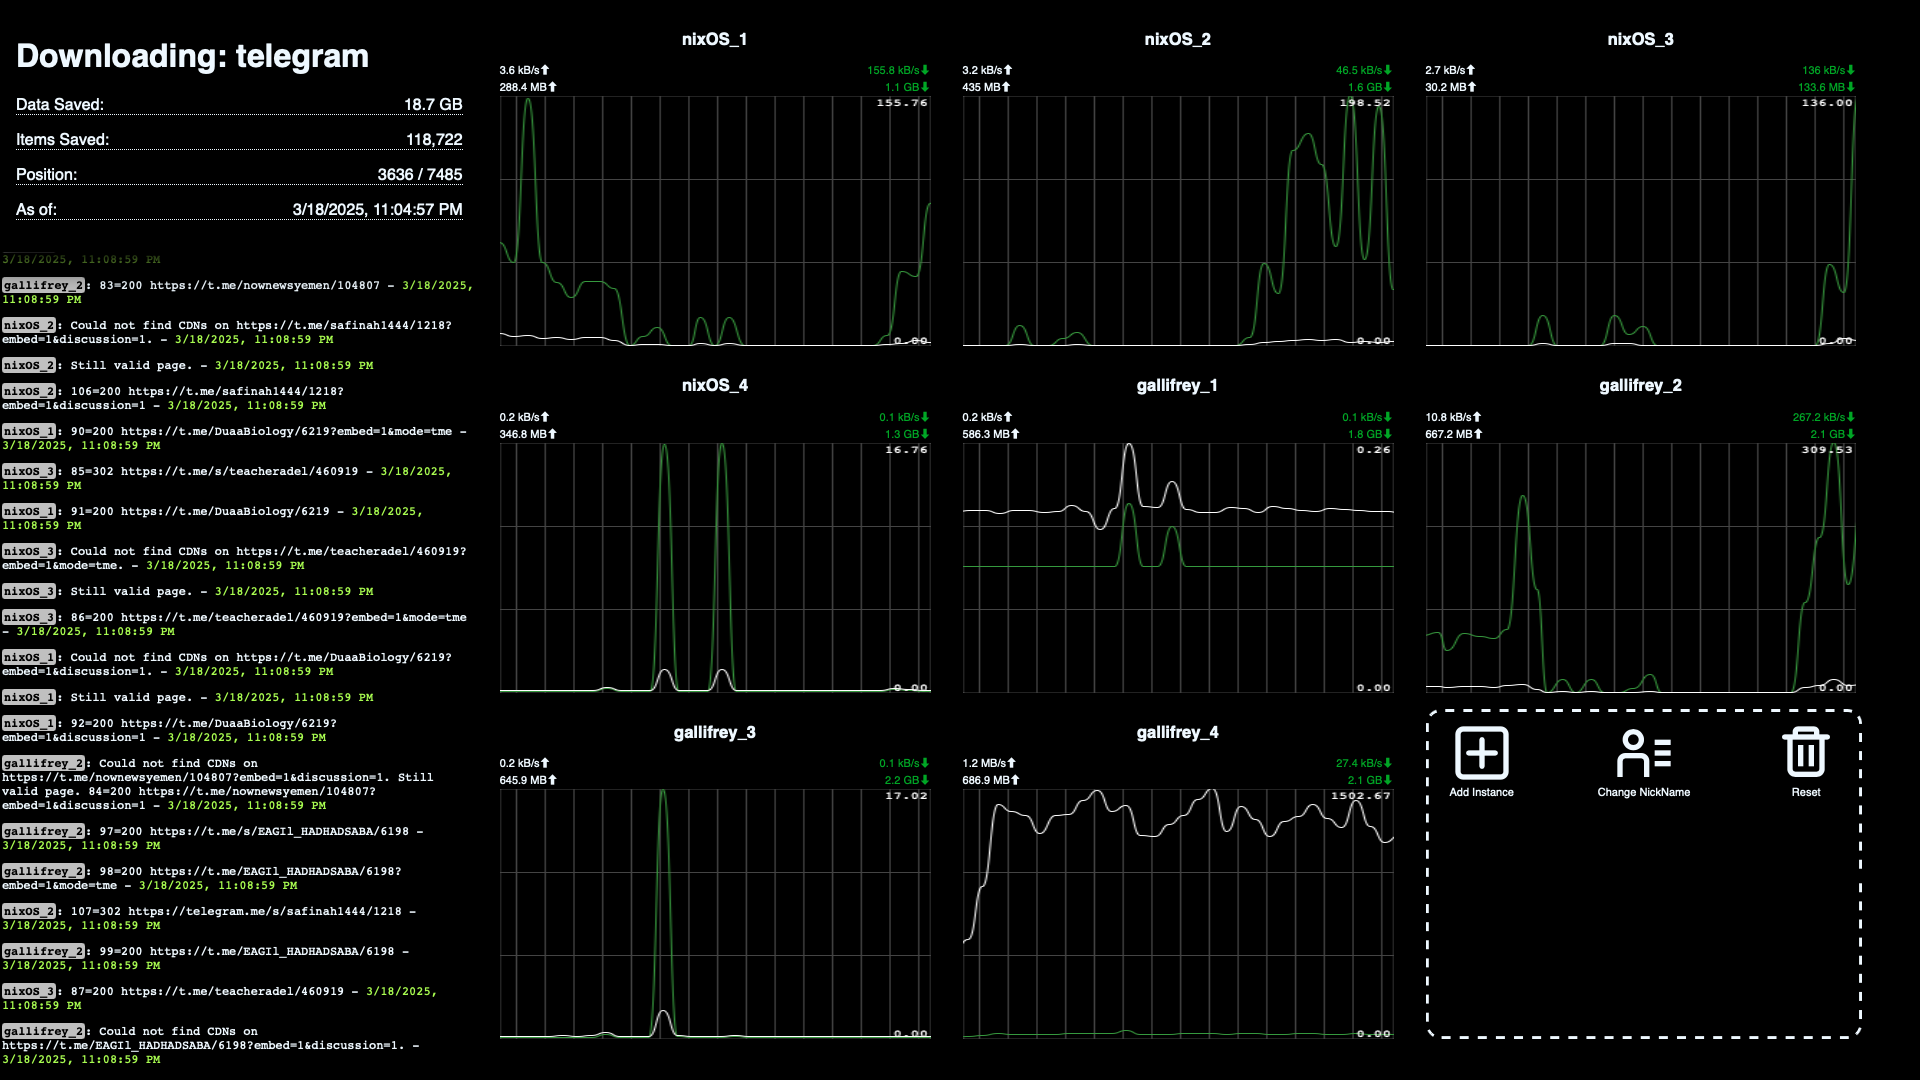 Downloading: telegram
Data Saved: 18.7 GB
Items Saved: 118,722
Position: 3636 / 7485
As of: 3/18/2025, 11:04:57 PM
3/18/2025, 11:08:59 PM
gallifrey_2: 83=200 https://t.me/nownewsyemen/104807 - 3/18/2025,
11:08:59 PM
nixOS_2: Could not find CDNs on https://t.me/safinah1444/1218?
embed=1&discussion=1. - 3/18/2025, 11:08:59 PM
nixOS_2: Still valid page. - 3/18/2025, 11:08:59 PM
nixOS_2: 106=200 https://t.me/safinah1444/1218?
embed=1&discussion=1 - 3/18/2025, 11:08:59 PM
nixOS_1: 90=200 https://t.me/DuaaBiology/6219?embed=1&mode=tme -
3/18/2025, 11:08:59 PM
nixOS_3: 85=302 https://t.me/s/teacheradel/460919 - 3/18/2025,
11:08:59 PM
nixOS_1: 91=200 https://t.me/DuaaBiology/6219 - 3/18/2025,
11:08:59 PM
nixOS_3: Could not find CDNs on https://t.me/teacheradel/460919?
embed=1&mode=tme. - 3/18/2025, 11:08:59 PM
nixOS_3: Still valid page. - 3/18/2025, 11:08:59 PM
nixOS_3: 86=200 https://t.me/teacheradel/460919?embed=1&mode=tme
- 3/18/2025, 11:08:59 PM
nixOS_1: Could not find CDNs on https://t.me/DuaaBiology/6219?
embed=1&discussion=1. - 3/18/2025, 11:08:59 PM
nixOS_1: Still valid page. - 3/18/2025, 11:08:59 PM
nixOS_1: 92=200 https://t.me/DuaaBiology/6219?
embed=1&discussion=1 - 3/18/2025, 11:08:59 PM
gallifrey_2: Could not find CDNs on
https://t.me/nownewsyemen/104807?embed=1&discussion=1. Still
valid page. 84=200 https://t.me/nownewsyemen/104807?
embed=1&discussion=1 - 3/18/2025, 11:08:59 PM
gallifrey_2: 97=200 https://t.me/s/EAGIl_HADHADSABA/6198 -
3/18/2025, 11:08:59 PM
gallifrey_2: 98=200 https://t.me/EAGIl_HADHADSABA/6198?
embed=1&mode=tme - 3/18/2025, 11:08:59 PM
nixOS_2: 107=302 https://telegram.me/s/safinah1444/1218 -
3/18/2025, 11:08:59 PM
gallifrey_2: 99=200 https://t.me/EAGIl_HADHADSABA/6198 -
3/18/2025, 11:08:59 PM
nixOS_3: 87=200 https://t.me/teacheradel/460919 - 3/18/2025,
11:08:59 PM
gallifrey_2: Could not find CDNs on
https://t.me/EAGIl_HADHADSABA/6198?embed=1&discussion=1. -
3/18/2025, 11:08:59 PM
nixOS_1
3.6 kB/s 155.8 kB/s
288.4 MB 1.1 GB
155.76
0.00
nixOS_2
3.2 kB/s 46.5 kB/s
435 MB 1.6 GB
198.52
0.00
nixOS_3
2.7 kB/s 136 kB/s
30.2 MB 133.6 MB
136.00
0.00
nixOS_4
0.2 kB/s 0.1 kB/s
346.8 MB 1.3 GB
16.76
0.00
gallifrey_1
0.2 kB/s 0.1 kB/s
586.3 MB 1.8 GB
0.26
0.00
gallifrey_2
10.8 kB/s 267.2 kB/s
667.2 MB 2.1 GB
309.53
0.00
gallifrey_3
0.2 kB/s 0.1 kB/s
645.9 MB 2.2 GB
17.02
0.00
gallifrey_4
1.2 MB/s 27.4 kB/s
686.9 MB 2.1 GB
1502.67
0.00
Add Instance
Change NickName
Reset